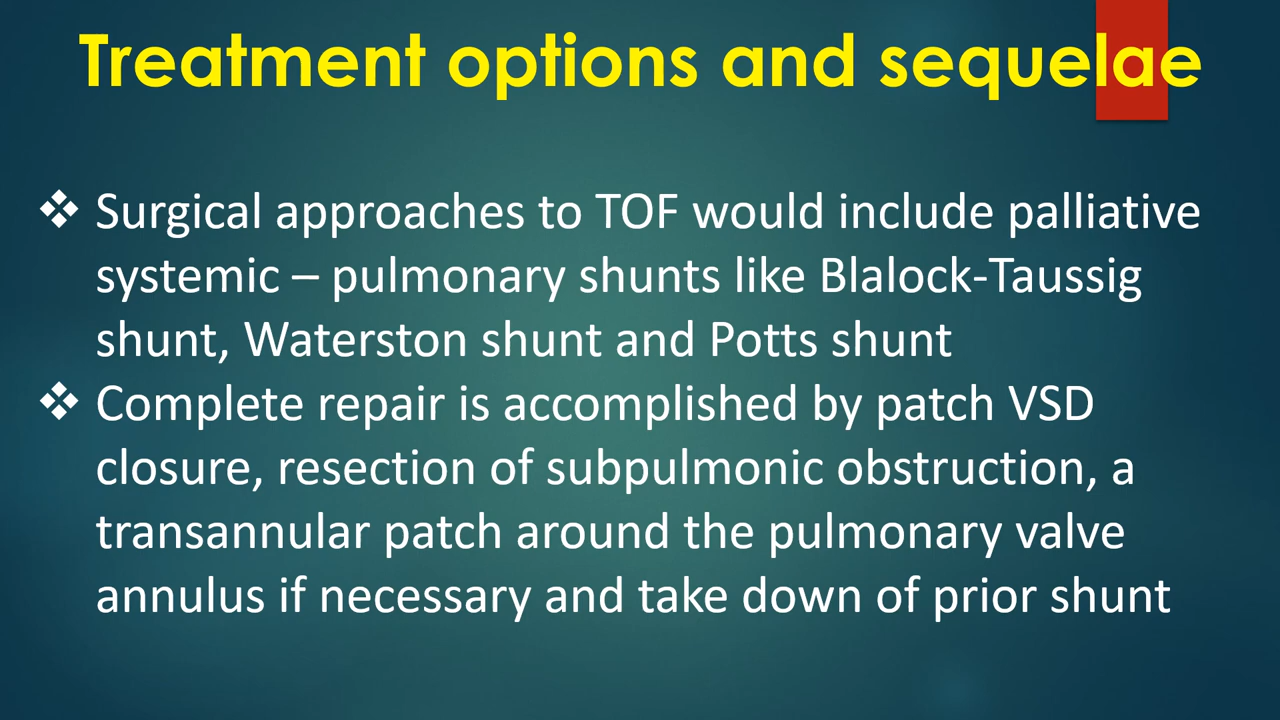 Treatment options and sequelae
❖ Surgical approaches to TOF would include palliative
systemic – pulmonary shunts like Blalock-Taussig
shunt, Waterston shunt and Potts shunt
❖ Complete repair is accomplished by patch VSD
closure, resection of subpulmonic obstruction, a
transannular patch around the pulmonary valve
annulus if necessary and take down of prior shunt